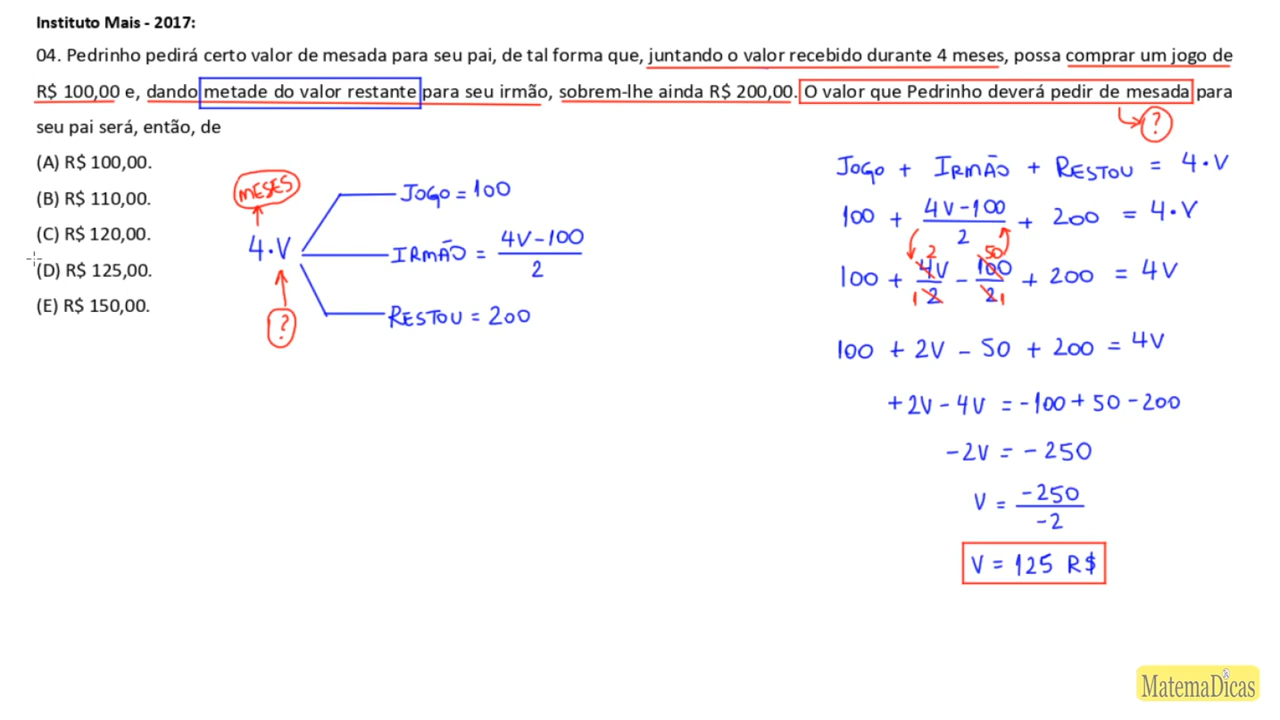 Instituto Mais - 2017:
04. Pedrinho pedirá certo valor de mesada para seu pai, de tal forma que, juntando o valor recebido durante 4 meses, possa comprar um jogo de
R$ 100,00 e, dando metade do valor restante para seu irmão, sobrem-lhe ainda R$ 200,00. O valor que Pedrinho deverá pedir de mesada para
seu pai será, então, de
?
(A) R$ 100,00.
(B) R$ 110,00.
(C) R$ 120,00.
(D) R$ 125,00.
(E) R$ 150,00.
MESES
4·V
?
JOGO = 100
IRMÃO = 4V-100
2
RESTOU = 200
JOGO + IRMÃO + RESTOU = 4·V
100 + 4V-100 + 200 = 4·V
2
2 50
100 + 4V - 100 + 200 = 4V
1 2 2 1
100 + 2V - 50 + 200 = 4V
+2V - 4V = -100 + 50 - 200
-2V = -250
V = -250
-2
V = 125 R$
MatemaDicas